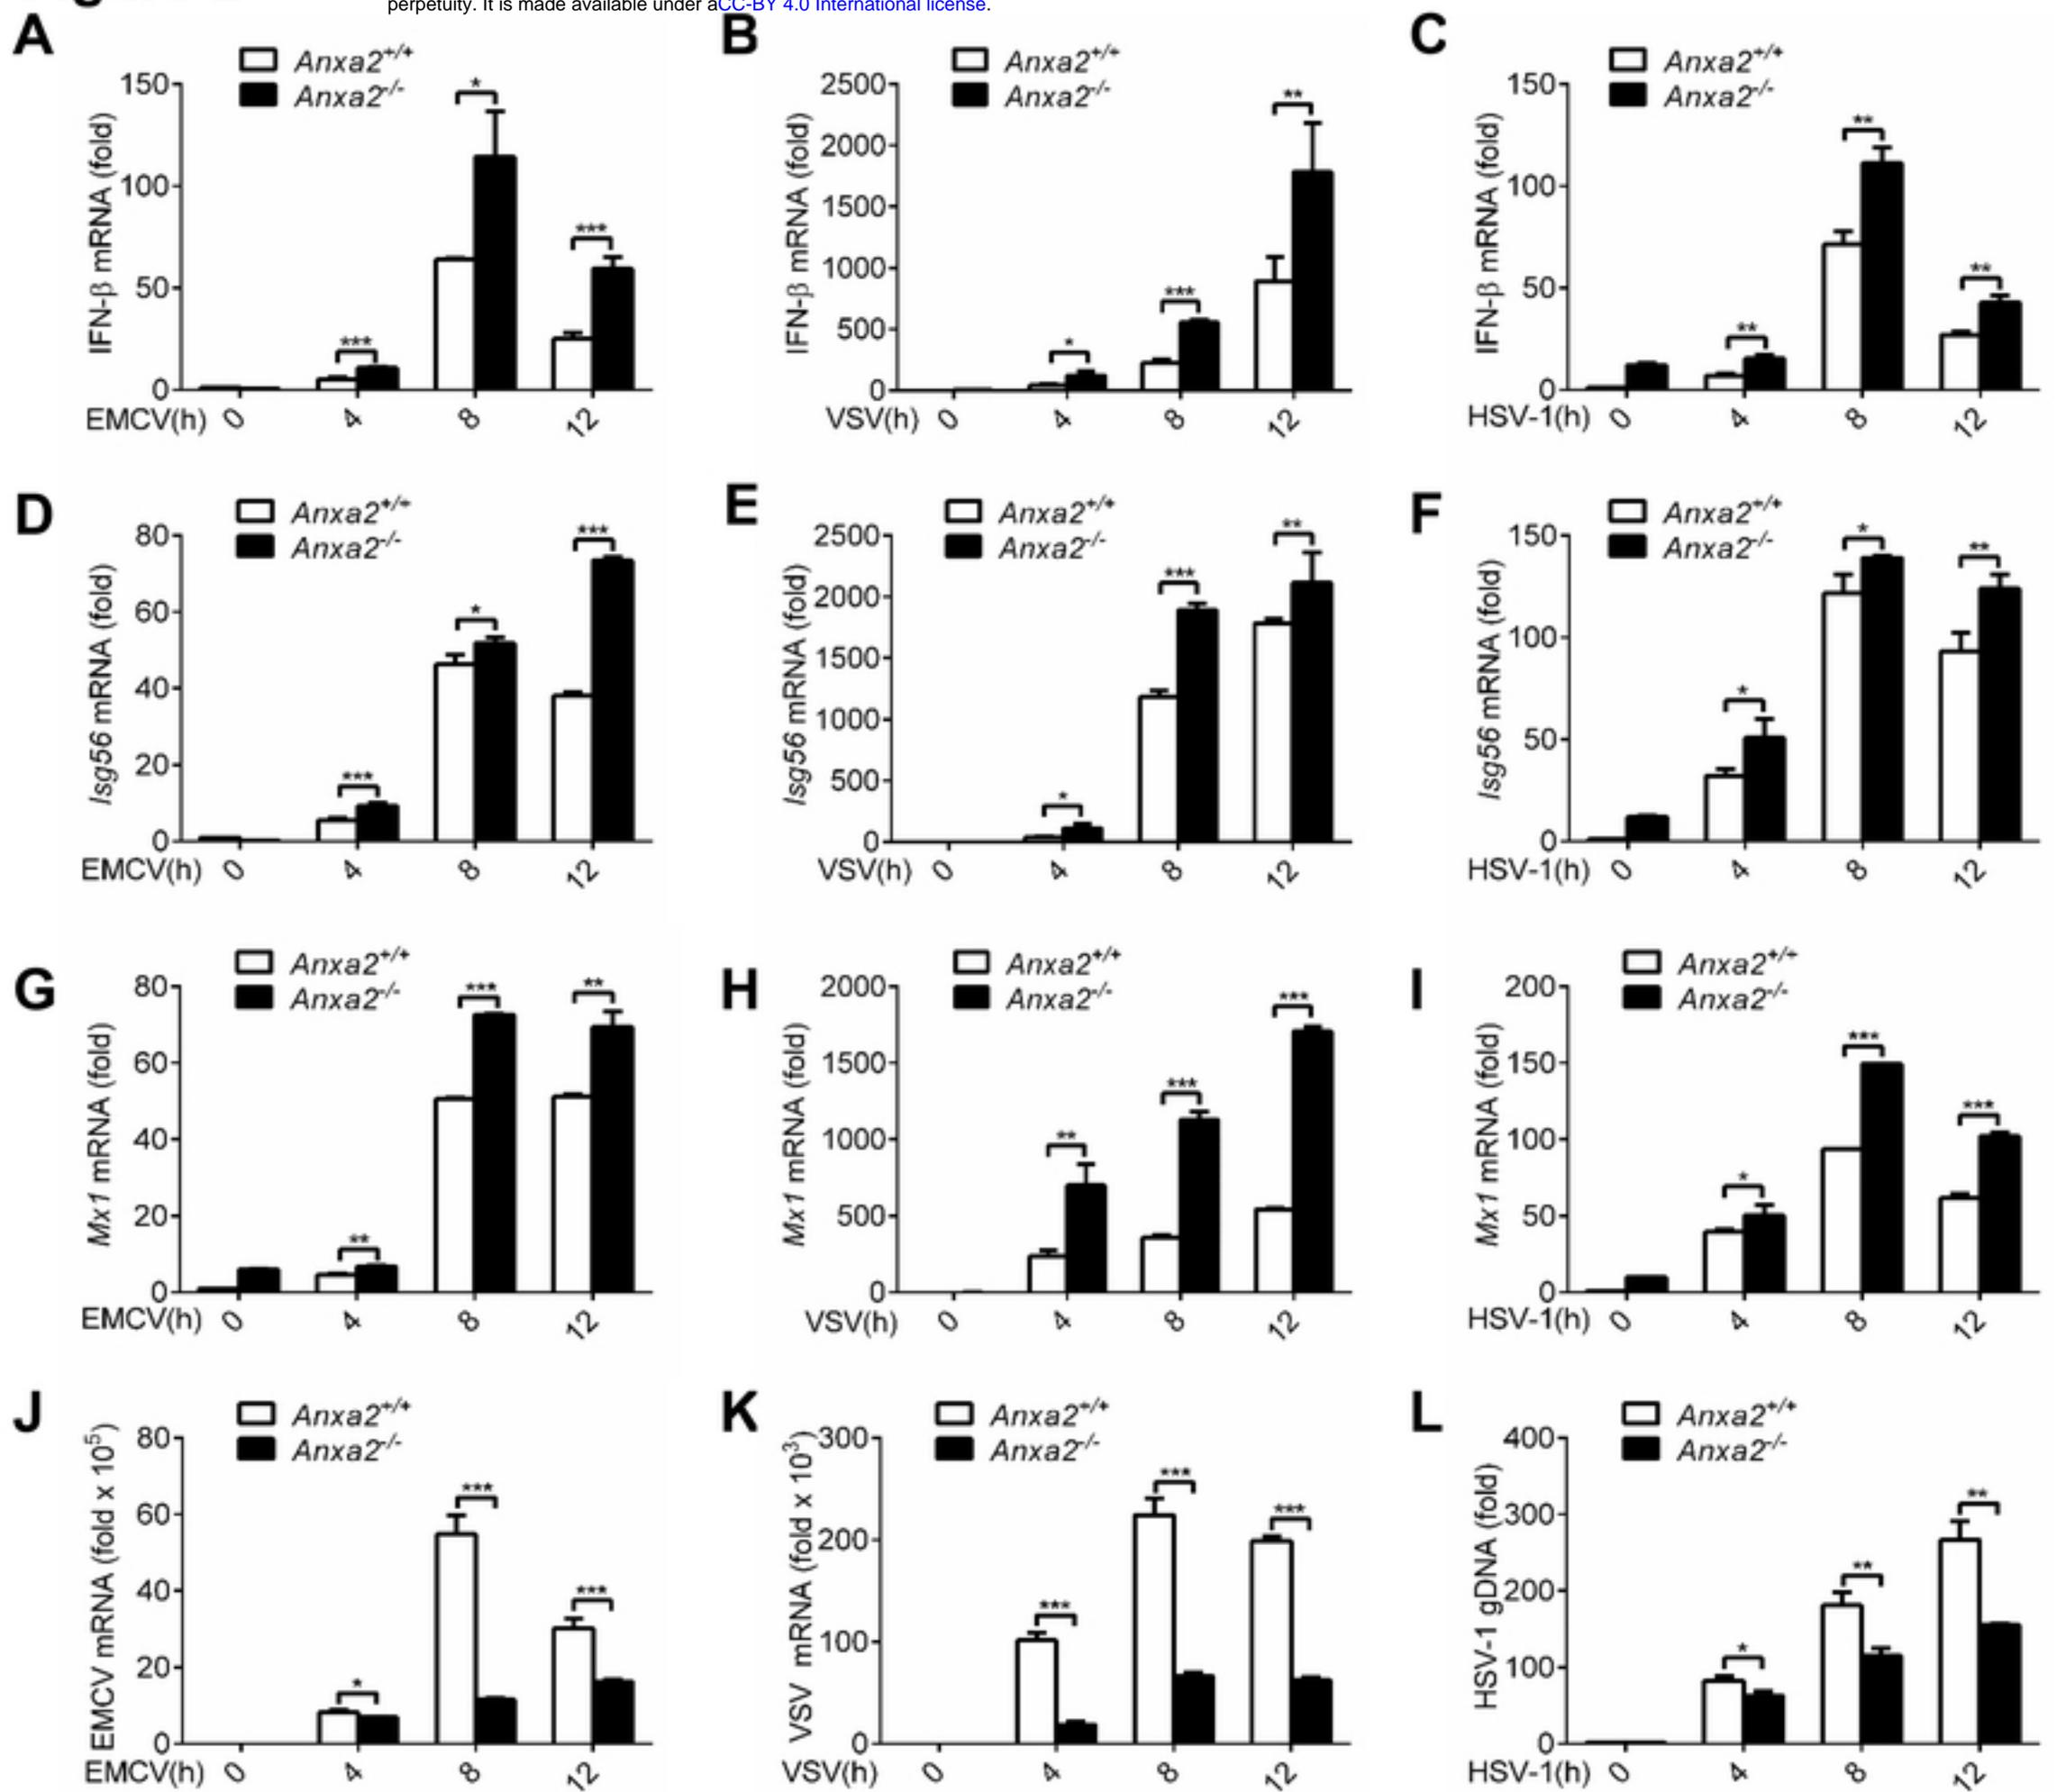 perpetuity. It is made available under aCC-BY 4.0 International license.
A
Anxa2+/+
Anxa2-/-
IFN-β mRNA (fold)
150
100
50
0
*** * ***
EMCV(h) 0 4 8 12
B
Anxa2+/+
Anxa2-/-
IFN-β mRNA (fold)
2500
2000
1500
1000
500
0
* *** **
VSV(h) 0 4 8 12
C
Anxa2+/+
Anxa2-/-
IFN-β mRNA (fold)
150
100
50
0
** ** **
HSV-1(h) 0 4 8 12
D
Anxa2+/+
Anxa2-/-
Isg56 mRNA (fold)
80
60
40
20
0
*** * ***
EMCV(h) 0 4 8 12
E
Anxa2+/+
Anxa2-/-
Isg56 mRNA (fold)
2500
2000
1500
1000
500
0
* *** **
VSV(h) 0 4 8 12
F
Anxa2+/+
Anxa2-/-
Isg56 mRNA (fold)
150
100
50
0
* * **
HSV-1(h) 0 4 8 12
G
Anxa2+/+
Anxa2-/-
Mx1 mRNA (fold)
80
60
40
20
0
** *** **
EMCV(h) 0 4 8 12
H
Anxa2+/+
Anxa2-/-
Mx1 mRNA (fold)
2000
1500
1000
500
0
** *** ***
VSV(h) 0 4 8 12
I
Anxa2+/+
Anxa2-/-
Mx1 mRNA (fold)
200
150
100
50
0
* *** ***
HSV-1(h) 0 4 8 12
J
Anxa2+/+
Anxa2-/-
EMCV mRNA (fold x 10⁵)
80
60
40
20
0
* *** ***
EMCV(h) 0 4 8 12
K
Anxa2+/+
Anxa2-/-
VSV mRNA (fold x 10³)
300
200
100
0
*** *** ***
VSV(h) 0 4 8 12
L
Anxa2+/+
Anxa2-/-
HSV-1 gDNA (fold)
400
300
200
100
0
* ** **
HSV-1(h) 0 4 8 12